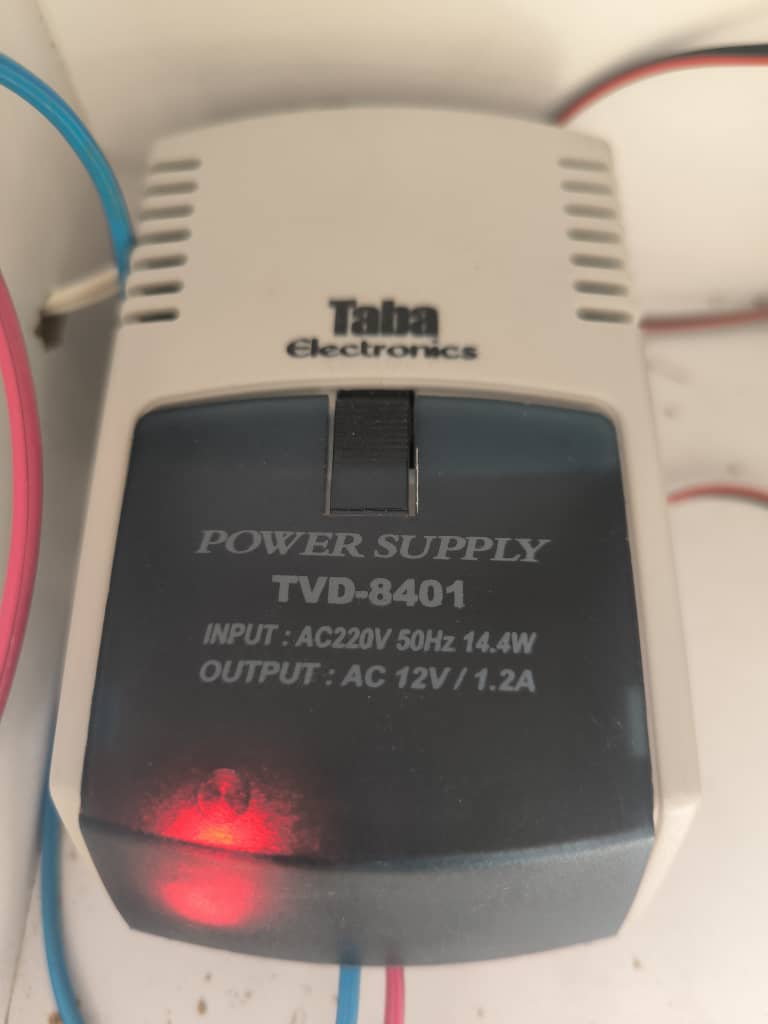 Taba
Electronics
POWER SUPPLY
TVD-8401
INPUT : AC220V 50Hz 14.4W
OUTPUT : AC 12V / 1.2A